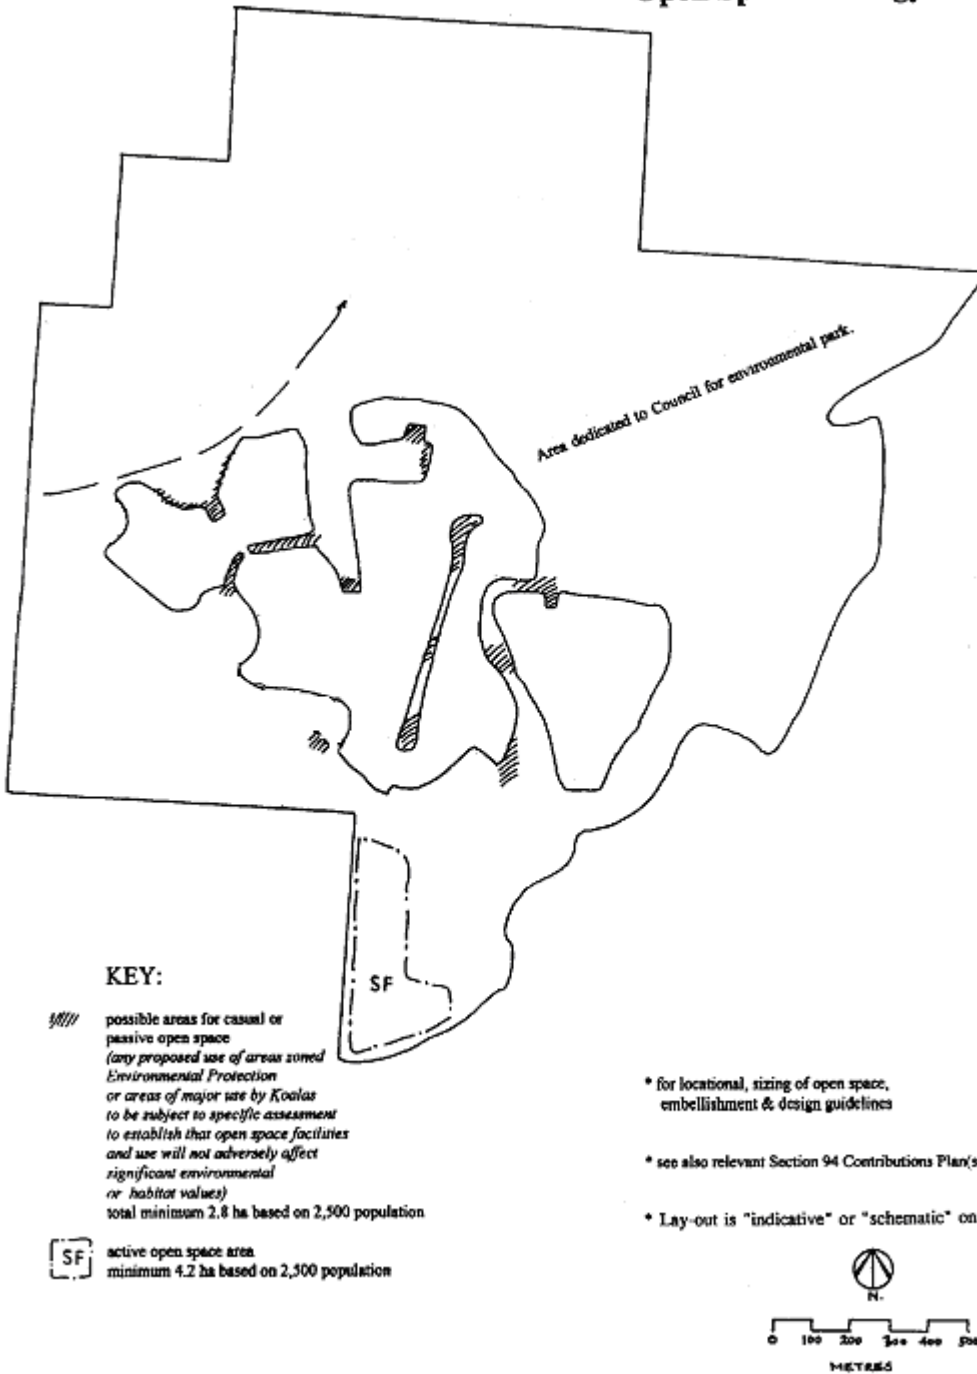 Area dedicated to Council for environmental park.
SF
KEY:
possible areas for casual or
passive open space
(any proposed use of areas zoned
Environmental Protection
or areas of major use by Koalas
to be subject to specific assessment
to establish that open space facilities
and use will not adversely affect
significant environmental
or habitat values)
total minimum 2.8 ha based on 2,500 population
SF
active open space area
minimum 4.2 ha based on 2,500 population
* for locational, sizing of open space,
embellishment & design guidelines
* see also relevant Section 94 Contributions Plan(s
* Lay-out is "indicative" or "schematic" on
N.
0 100 200 300 400 500
METRES